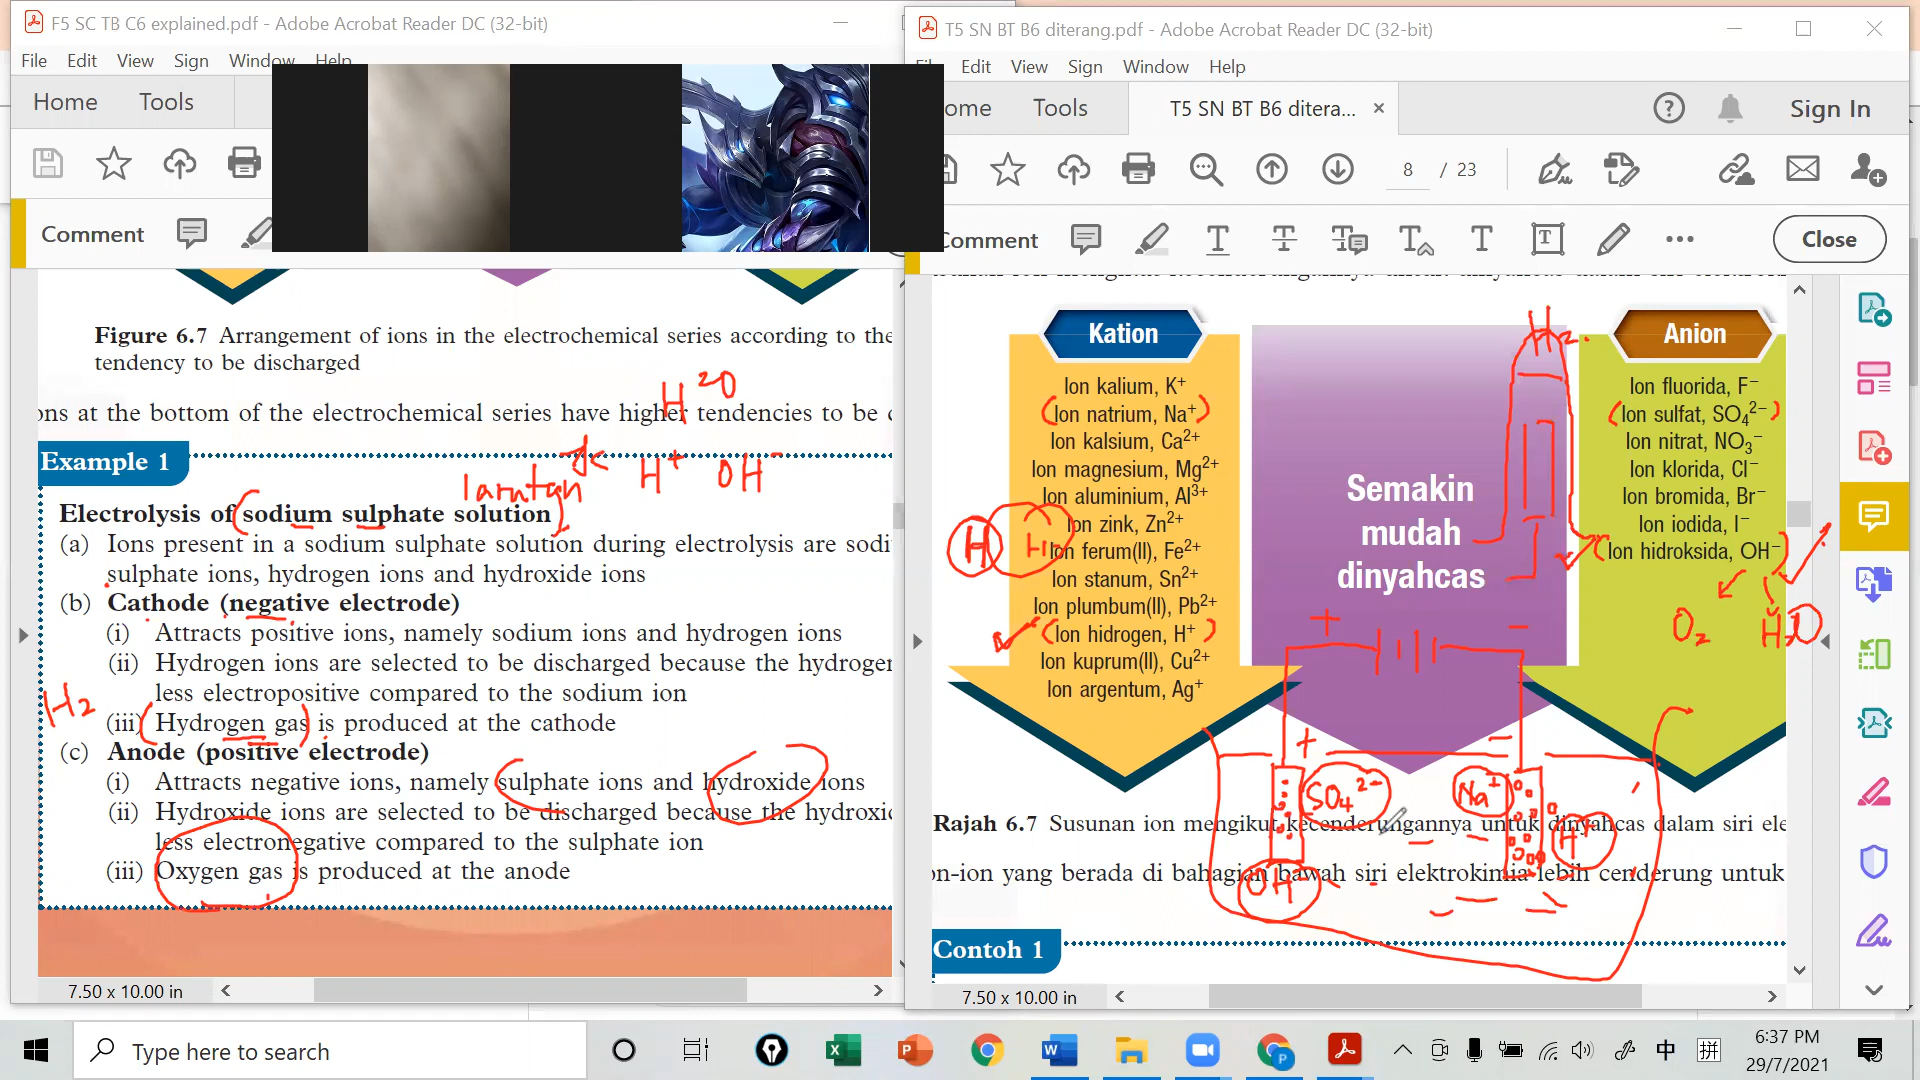 F5 SC TB C6 explained.pdf - Adobe Acrobat Reader DC (32-bit)
File Edit View Sign Window Help
Home Tools
Comment
Figure 6.7 Arrangement of ions in the electrochemical series according to the
tendency to be discharged
H2O
ons at the bottom of the electrochemical series have higher tendencies to be
Example 1
larutan
H+ OH-
Electrolysis of sodium sulphate solution
(a) Ions present in a sodium sulphate solution during electrolysis are sodi
sulphate ions, hydrogen ions and hydroxide ions
(b) Cathode (negative electrode)
(i) Attracts positive ions, namely sodium ions and hydrogen ions
(ii) Hydrogen ions are selected to be discharged because the hydrogen
less electropositive compared to the sodium ion
H2
(iii) Hydrogen gas is produced at the cathode
(c) Anode (positive electrode)
(i) Attracts negative ions, namely sulphate ions and hydroxide ions
(ii) Hydroxide ions are selected to be discharged because the hydroxid
less electronegative compared to the sulphate ion
(iii) Oxygen gas is produced at the anode
7.50 x 10.00 in
T5 SN BT B6 diterang.pdf - Adobe Acrobat Reader DC (32-bit)
Edit View Sign Window Help
ome Tools T5 SN BT B6 ditera... × Sign In
8 / 23
Comment Close
Kation
Ion kalium, K⁺
Ion natrium, Na⁺
Ion kalsium, Ca²⁺
Ion magnesium, Mg²⁺
Ion aluminium, Al³⁺
Ion zink, Zn²⁺
Ion ferum(II), Fe²⁺
Ion stanum, Sn²⁺
Ion plumbum(II), Pb²⁺
Ion hidrogen, H⁺
Ion kuprum(II), Cu²⁺
Ion argentum, Ag⁺
H H
Semakin
mudah
dinyahcas
H2
Anion
Ion fluorida, F⁻
Ion sulfat, SO₄²⁻
Ion nitrat, NO₃⁻
Ion klorida, Cl⁻
Ion bromida, Br⁻
Ion iodida, I⁻
Ion hidroksida, OH⁻
O2 H2O
+ −
+ −
SO4²⁻ Na⁺
H⁺
OH⁻
Rajah 6.7 Susunan ion mengikut kecenderungannya untuk dinyahcas dalam siri ele
on-ion yang berada di bahagian bawah siri elektrokimia lebih cenderung untuk
Contoh 1
7.50 x 10.00 in
Type here to search
中 拼
6:37 PM
29/7/2021